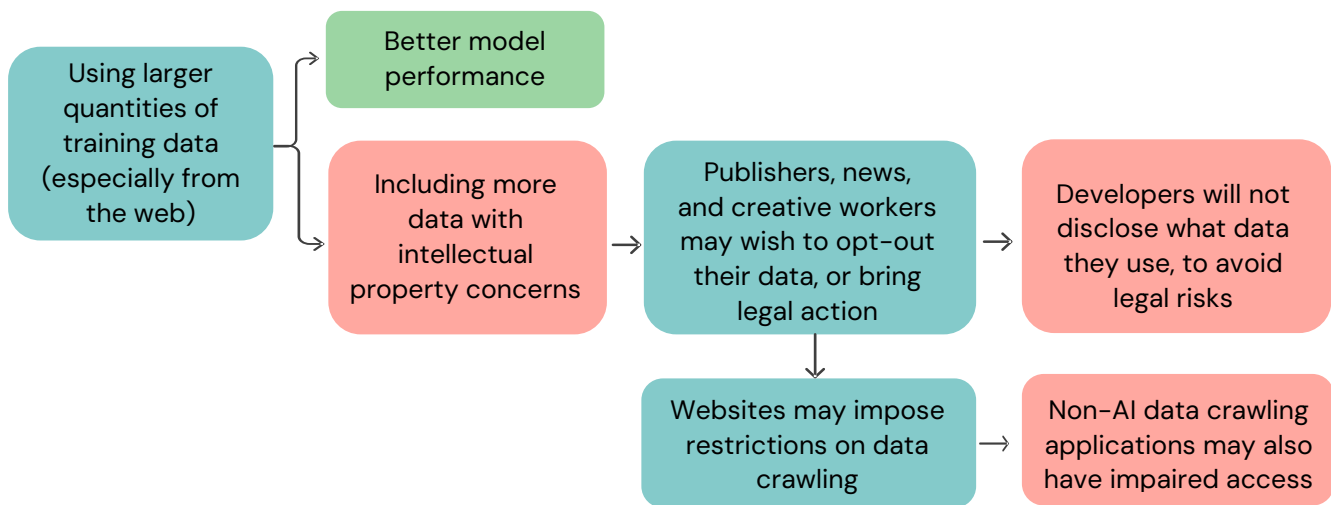 Using larger
quantities of
training data
(especially from
the web)
Better model
performance
Including more
data with
intellectual
property concerns
Publishers, news,
and creative workers
may wish to opt-out
their data, or bring
legal action
Developers will not
disclose what data
they use, to avoid
legal risks
Websites may impose
restrictions on data
crawling
Non-AI data crawling
applications may also
have impaired access